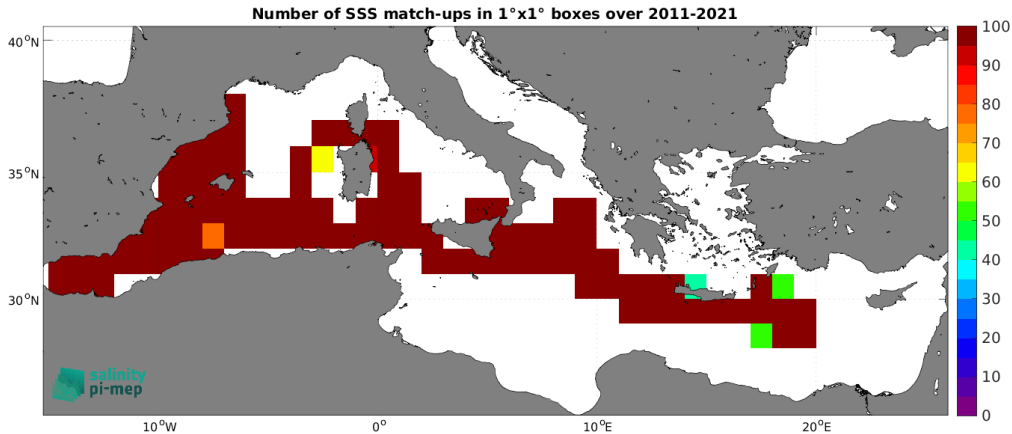 Number of SSS match-ups in 1°x1° boxes over 2011-2021
40°N
35°N
30°N
10°W
0°
10°E
20°E
100
90
80
70
60
50
40
30
20
10
0
salinity
pi-mep